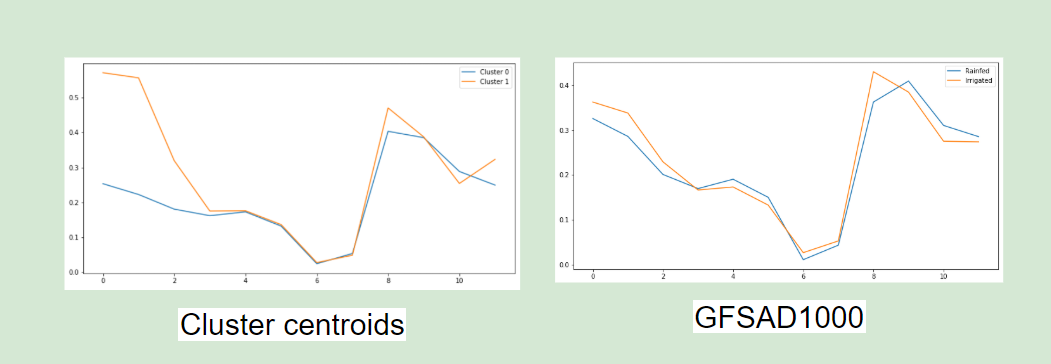 Cluster 0
Cluster 1
0.5
0.4
0.3
0.2
0.1
0.0
0 2 4 6 8 10
Cluster centroids
Rainfed
Irrigated
0.4
0.3
0.2
0.1
0.0
0 2 4 6 8 10
GFSAD1000